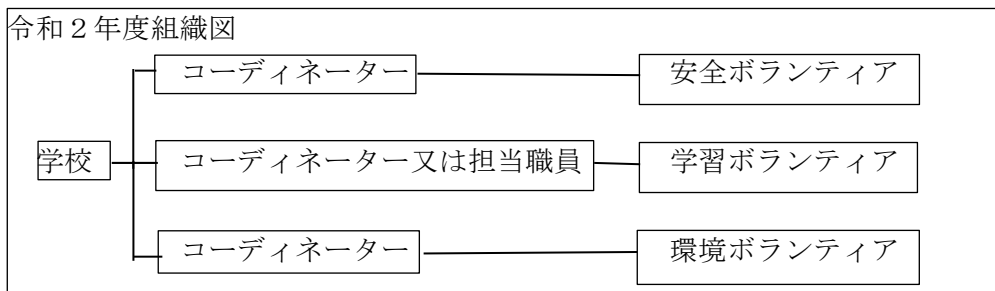 令和２年度組織図
コーディネーター　安全ボランティア
学校　コーディネーター又は担当職員　学習ボランティア
コーディネーター　環境ボランティア